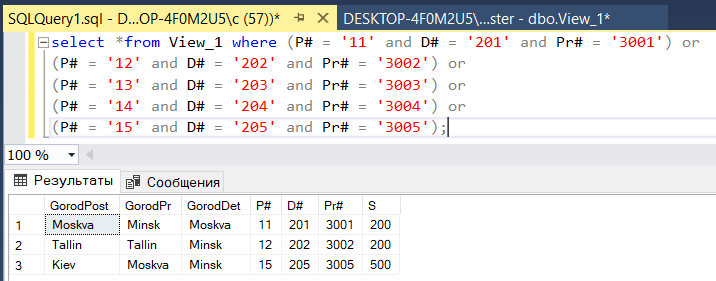 SQLQuery1.sql - D...OP-4F0M2U5\c (57))* DESKTOP-4F0M2U5\...ster - dbo.View_1*
select *from View_1 where (P# = '11' and D# = '201' and Pr# = '3001') or
(P# = '12' and D# = '202' and Pr# = '3002') or
(P# = '13' and D# = '203' and Pr# = '3003') or
(P# = '14' and D# = '204' and Pr# = '3004') or
(P# = '15' and D# = '205' and Pr# = '3005');
100 %
Результаты Сообщения
GorodPost GorodPr GorodDet P# D# Pr# S
1 Moskva Minsk Moskva 11 201 3001 200
2 Tallin Tallin Minsk 12 202 3002 200
3 Kiev Moskva Minsk 15 205 3005 500